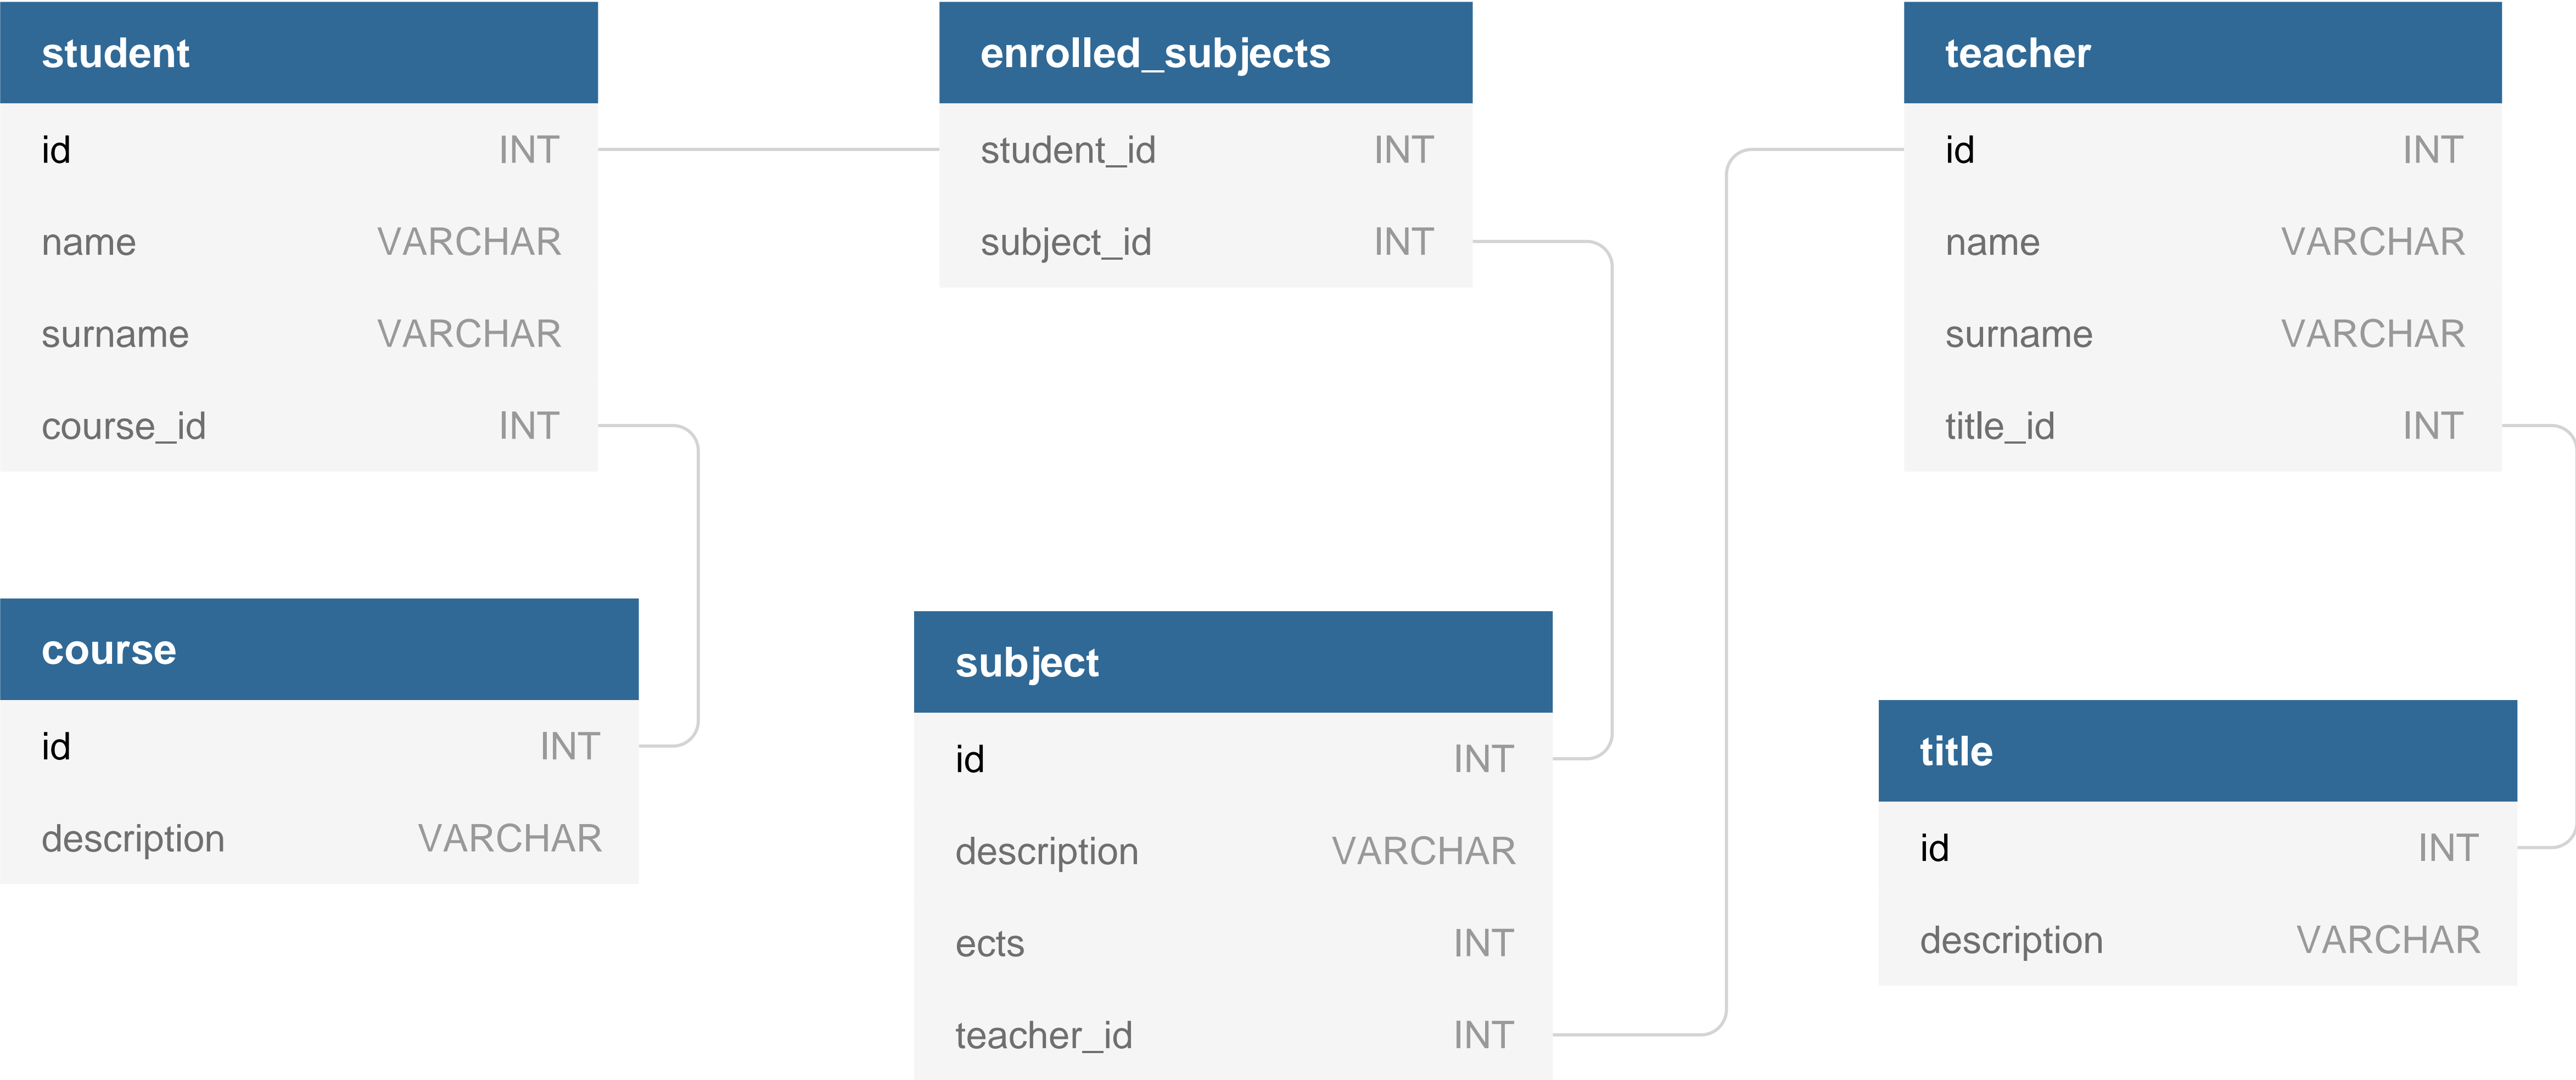 student
id INT
name VARCHAR
surname VARCHAR
course_id INT
enrolled_subjects
student_id INT
subject_id INT
teacher
id INT
name VARCHAR
surname VARCHAR
title_id INT
course
id INT
description VARCHAR
subject
id INT
description VARCHAR
ects INT
teacher_id INT
title
id INT
description VARCHAR